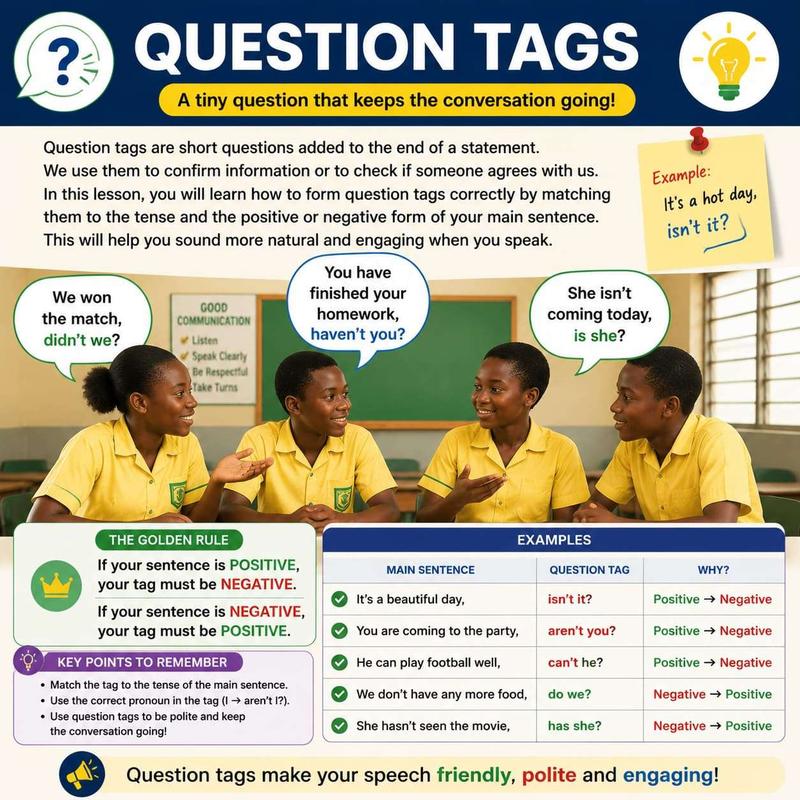 ?
QUESTION TAGS
A tiny question that keeps the conversation going!
Question tags are short questions added to the end of a statement.
We use them to confirm information or to check if someone agrees with us.
In this lesson, you will learn how to form question tags correctly by matching
them to the tense and the positive or negative form of your main sentence.
This will help you sound more natural and engaging when you speak.
Example:
It's a hot day,
isn't it?
We won
the match,
didn't we?
GOOD
COMMUNICATION
Listen
Speak Clearly
Be Respectful
Take Turns
You have
finished your
homework,
haven't you?
She isn't
coming today,
is she?
THE GOLDEN RULE
If your sentence is POSITIVE,
your tag must be NEGATIVE.
If your sentence is NEGATIVE,
your tag must be POSITIVE.
KEY POINTS TO REMEMBER
• Match the tag to the tense of the main sentence.
• Use the correct pronoun in the tag (I → aren't I?).
• Use question tags to be polite and keep
the conversation going!
EXAMPLES
MAIN SENTENCE QUESTION TAG WHY?
It's a beautiful day, isn't it? Positive → Negative
You are coming to the party, aren't you? Positive → Negative
He can play football well, can't he? Positive → Negative
We don't have any more food, do we? Negative → Positive
She hasn't seen the movie, has she? Negative → Positive
Question tags make your speech friendly, polite and engaging!